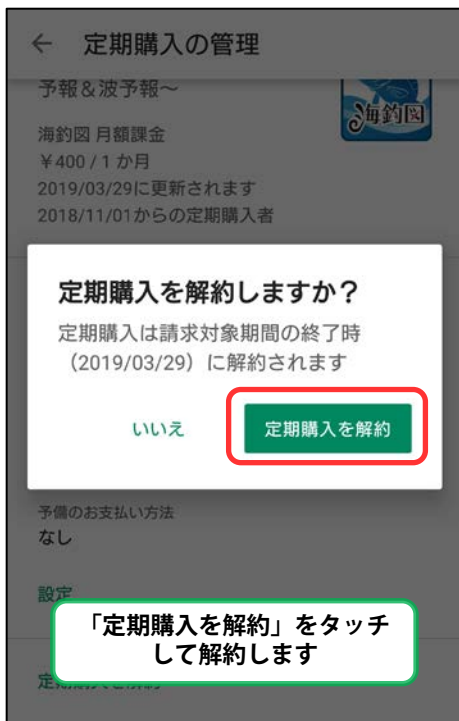 ← 定期購入の管理
予報＆波予報～
海釣図
海釣図 月額課金
￥400 / 1 か月
2019/03/29に更新されます
2018/11/01からの定期購入者
定期購入を解約しますか？
定期購入は請求対象期間の終了時
（2019/03/29）に解約されます
いいえ
定期購入を解約
予備のお支払い方法
なし
設定
「定期購入を解約」をタッチ
して解約します